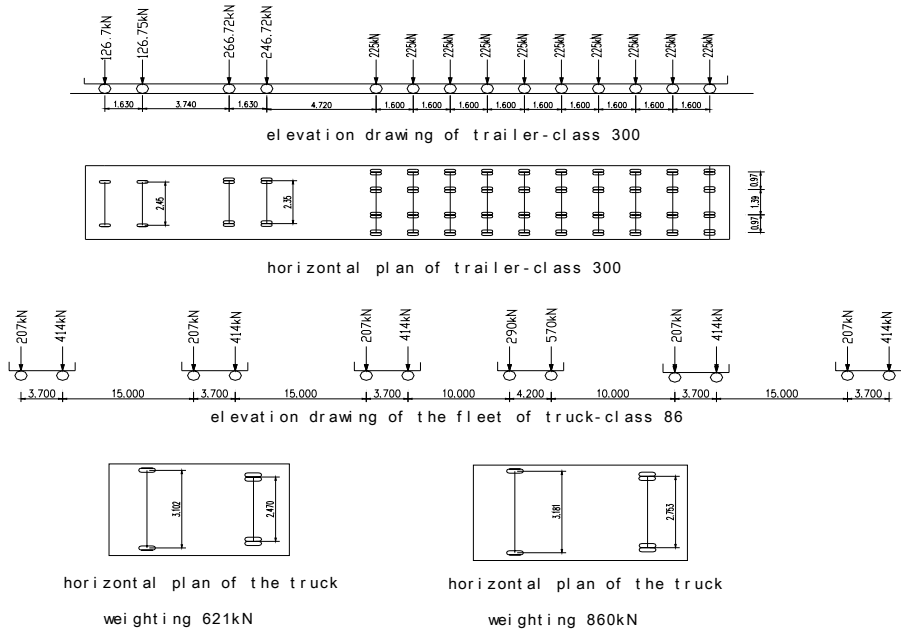 126.7kN 126.75kN 266.72kN 246.72kN 225kN 225kN 225kN 225kN 225kN 225kN 225kN 225kN 225kN 225kN
1.630 3.740 1.630 4.720 1.600 1.600 1.600 1.600 1.600 1.600 1.600 1.600 1.600
elevation drawing of trailer-class 300
2.45 2.35 0.97 1.39 0.97
horizontal plan of trailer-class 300
207kN 414kN 207kN 414kN 207kN 414kN 290kN 570kN 207kN 414kN 207kN 414kN
3.700 15.000 3.700 15.000 3.700 10.000 4.200 10.000 3.700 15.000 3.700
elevation drawing of the fleet of truck-class 86
3.102 2.470 3.181 2.753
horizontal plan of the truck
weighting 621kN
horizontal plan of the truck
weighting 860kN